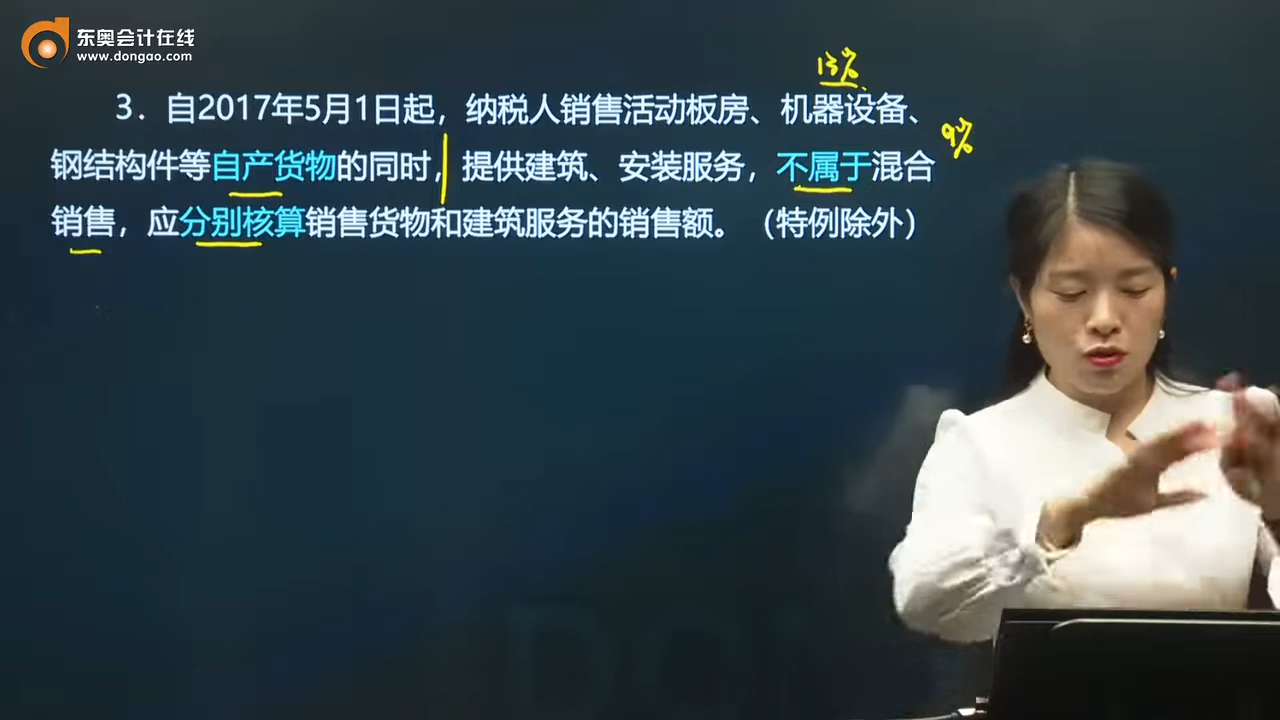 东奥会计在线
www.dongao.com
13%
3．自2017年5月1日起，纳税人销售活动板房、机器设备、
9%
钢结构构件等自产货物的同时，提供建筑、安装服务，不属于混合
销售，应分别核算销售货物和建筑服务的销售额。（特例除外）